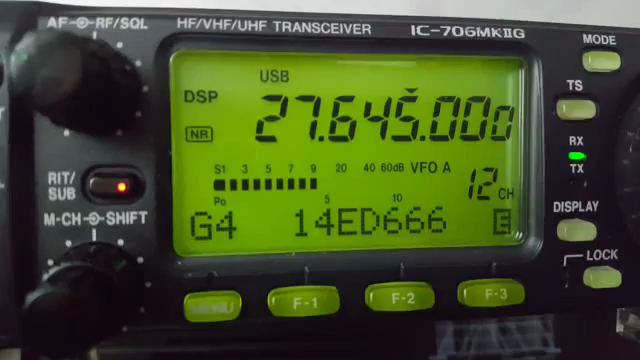 AF RF/SQL
HF/VHF/UHF TRANSCEIVER
IC-706MKIIG
MODE
USB
DSP
27.645.000
TS
NR
RX
TX
S1 3 5 7 9 20 40 60dB VFO A
12 CH
RIT/
SUB
Po 5 10
M-CH SHIFT
G4 14ED666 E
DISPLAY
LOCK
MENU
F-1
F-2
F-3